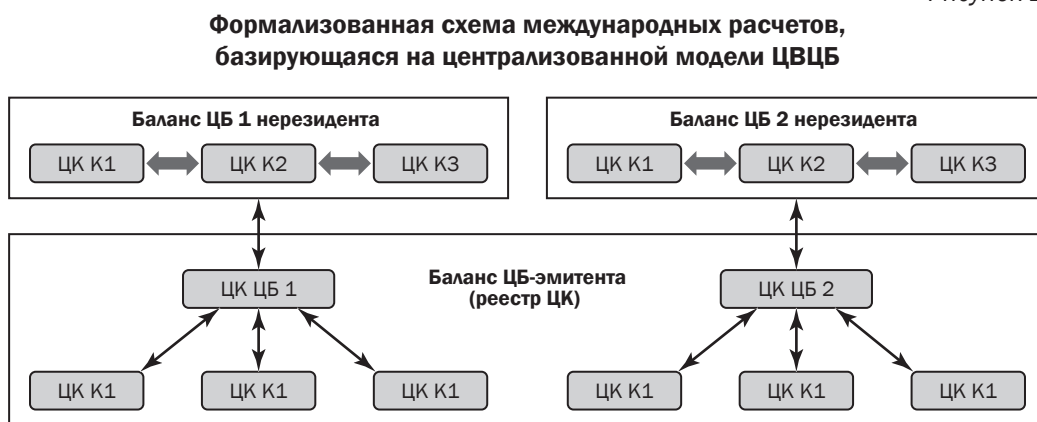 Формализованная схема международных расчетов,
базирующаяся на централизованной модели ЦВЦБ
Баланс ЦБ 1 нерезидента
ЦК К1 ЦК К2 ЦК К3
Баланс ЦБ 2 нерезидента
ЦК К1 ЦК К2 ЦК К3
Баланс ЦБ-эмитента
(реестр ЦК)
ЦК ЦБ 1
ЦК ЦБ 2
ЦК К1 ЦК К1 ЦК К1
ЦК К1 ЦК К1 ЦК К1